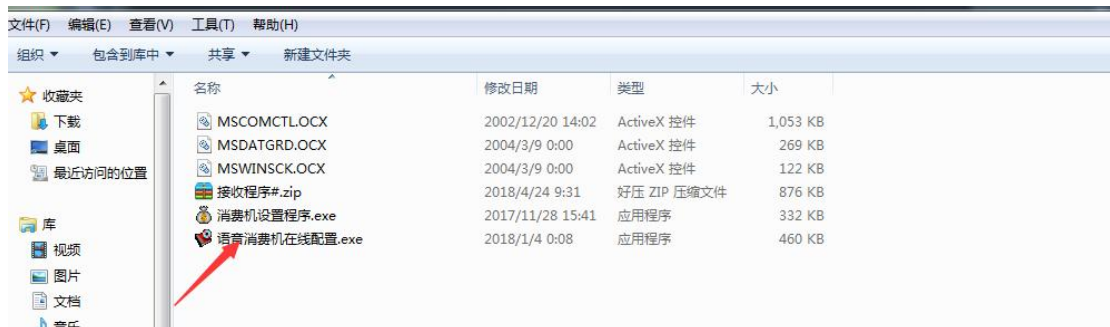 文件(F) 编辑(E) 查看(V) 工具(T) 帮助(H)
组织 包含到库中 共享 新建文件夹
收藏夹
下载
桌面
最近访问的位置
库
视频
图片
文档
音乐
名称 修改日期 类型 大小
MSCOMCTL.OCX 2002/12/20 14:02 ActiveX 控件 1,053 KB
MSDATGRD.OCX 2004/3/9 0:00 ActiveX 控件 269 KB
MSWINSCK.OCX 2004/3/9 0:00 ActiveX 控件 122 KB
接收程序#.zip 2018/4/24 9:31 好压 ZIP 压缩文件 876 KB
消费机设置程序.exe 2017/11/28 15:41 应用程序 332 KB
语音消费机在线配置.exe 2018/1/4 0:08 应用程序 460 KB